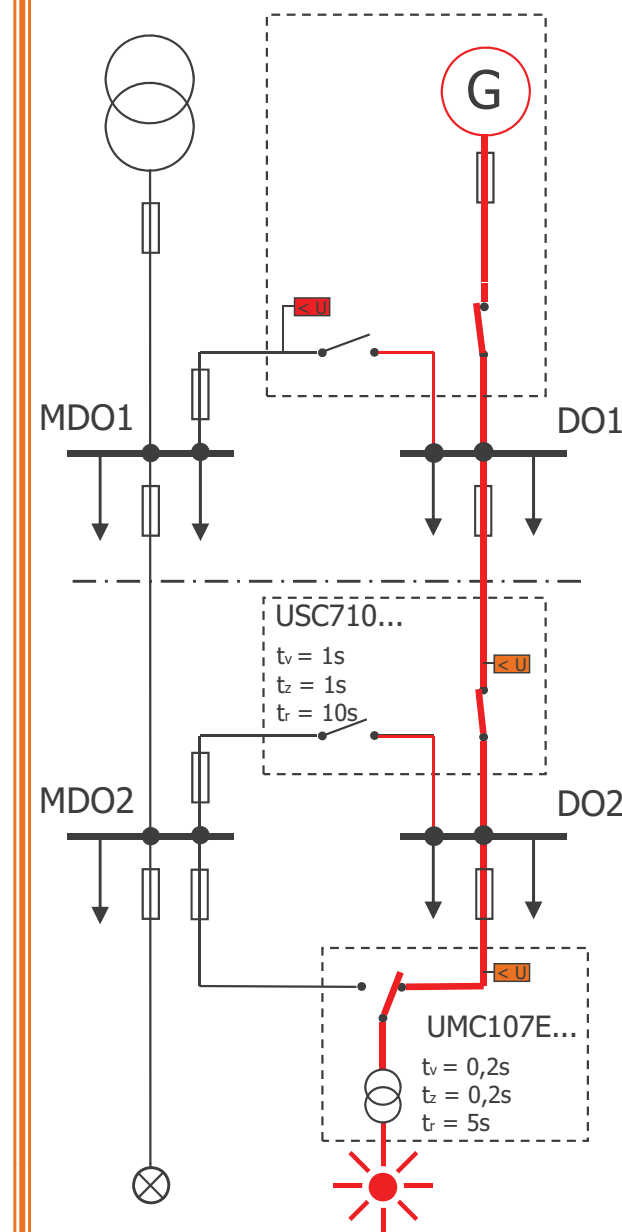 G
< U
MDO1
DO1
USC710...
tv = 1s
tz = 1s
tr = 10s
< U
MDO2
DO2
< U
UMC107E...
tv = 0,2s
tz = 0,2s
tr = 5s